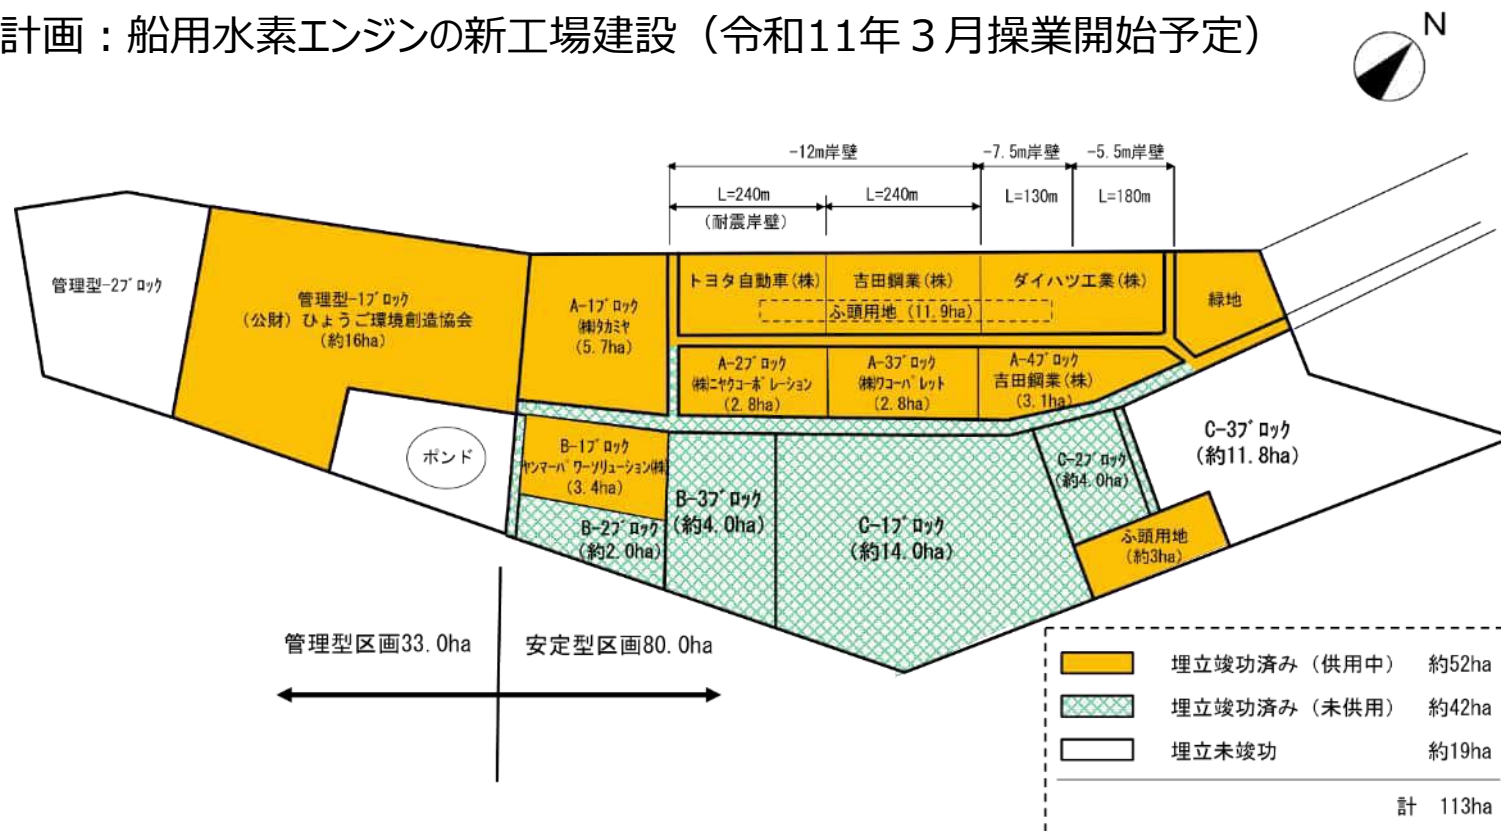 計画：船用水素エンジンの新工場建設（令和11年３月操業開始予定）
N
-12m岸壁
-7.5m岸壁
-5.5m岸壁
L=240m
（耐震岸壁）
L=240m
L=130m
L=180m
管理型-2ﾌﾞﾛｯｸ
管理型-1ﾌﾞﾛｯｸ
（公財）ひょうご環境創造協会
(約16ha)
A-1ﾌﾞﾛｯｸ
㈱ﾀｶﾐﾔ
(5.7ha)
トヨタ自動車(株)
吉田鋼業(株)
ダイハツ工業(株)
ふ頭用地（11.9ha)
緑地
A-2ﾌﾞﾛｯｸ
㈱ﾆﾔｸｺｰﾎﾟﾚｰｼｮﾝ
(2.8ha)
A-3ﾌﾞﾛｯｸ
㈱ﾜｺｰﾊﾟﾚｯﾄ
(2.8ha)
A-4ﾌﾞﾛｯｸ
吉田鋼業(株)
(3.1ha)
ポンド
B-1ﾌﾞﾛｯｸ
ﾔﾝﾏｰﾊﾟﾜｰｿﾘｭｰｼｮﾝ㈱
(3.4ha)
B-2ﾌﾞﾛｯｸ
(約2.0ha)
B-3ﾌﾞﾛｯｸ
(約4.0ha)
C-1ﾌﾞﾛｯｸ
(約14.0ha)
C-2ﾌﾞﾛｯｸ
(約4.0ha)
C-3ﾌﾞﾛｯｸ
(約11.8ha)
ふ頭用地
(約3ha)
管理型区画33.0ha
安定型区画80.0ha
埋立竣功済み（供用中） 約52ha
埋立竣功済み（未供用） 約42ha
埋立未竣功 約19ha
計 113ha